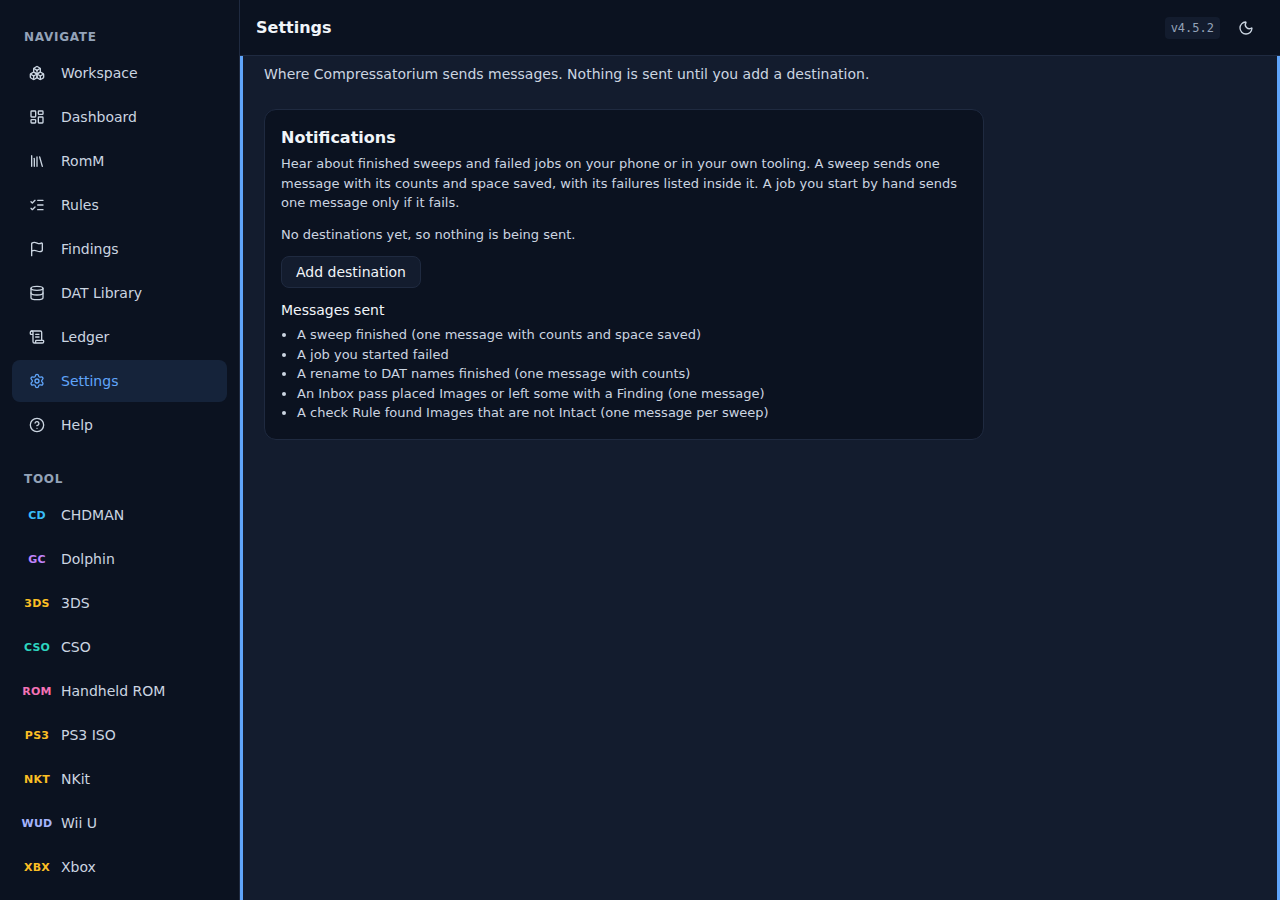 NAVIGATE
Workspace
Dashboard
RomM
Rules
Findings
DAT Library
Ledger
Settings
Help
TOOL
CD CHDMAN
GC Dolphin
3DS 3DS
CSO CSO
ROM Handheld ROM
PS3 PS3 ISO
NKT NKit
WUD Wii U
XBX Xbox
Settings
v4.5.2
Where Compressatorium sends messages. Nothing is sent until you add a destination.
Notifications
Hear about finished sweeps and failed jobs on your phone or in your own tooling. A sweep sends one
message with its counts and space saved, with its failures listed inside it. A job you start by hand sends
one message only if it fails.
No destinations yet, so nothing is being sent.
Add destination
Messages sent
• A sweep finished (one message with counts and space saved)
• A job you started failed
• A rename to DAT names finished (one message with counts)
• An Inbox pass placed Images or left some with a Finding (one message)
• A check Rule found Images that are not Intact (one message per sweep)